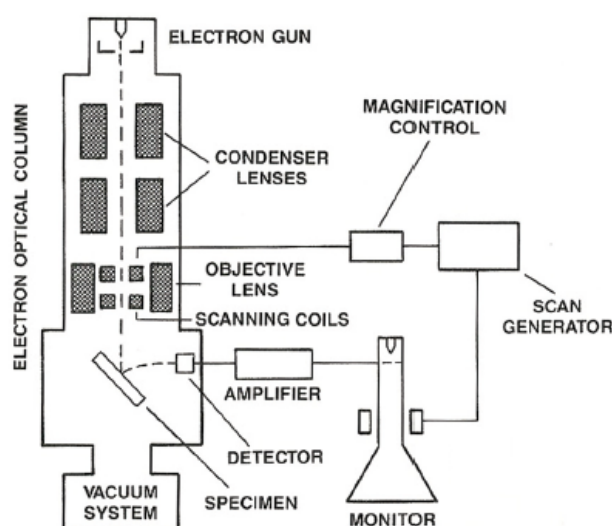 ELECTRON GUN
MAGNIFICATION
CONTROL
CONDENSER
LENSES
ELECTRON OPTICAL COLUMN
OBJECTIVE
LENS
SCAN
GENERATOR
SCANNING COILS
AMPLIFIER
DETECTOR
VACUUM
SYSTEM
SPECIMEN
MONITOR